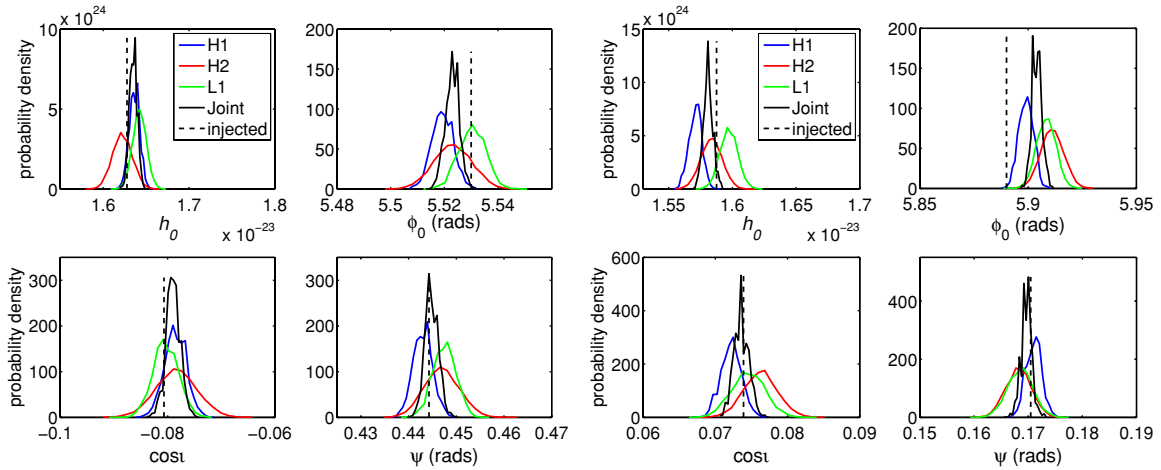 x 10^24
x 10^24
probability density
10
5
0
H1
H2
L1
Joint
injected
1.6 1.7 1.8
h_0
x 10^-23
200
150
100
50
0
5.48 5.5 5.52 5.54
ϕ_0 (rads)
probability density
15
10
5
0
H1
H2
L1
Joint
injected
1.55 1.6 1.65 1.7
h_0
x 10^-23
200
150
100
50
0
5.85 5.9 5.95
ϕ_0 (rads)
probability density
300
200
100
0
−0.1 −0.08 −0.06
cosι
300
200
100
0
0.43 0.44 0.45 0.46 0.47
ψ (rads)
probability density
600
400
200
0
0.06 0.07 0.08 0.09
cosι
400
200
0
0.15 0.16 0.17 0.18 0.19
ψ (rads)